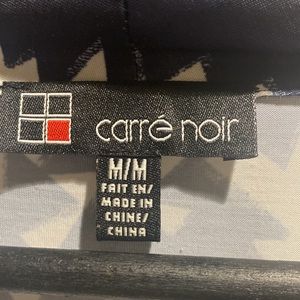 carré noir
M/M
FAIT EN/
MADE IN
CHINE/
CHINA